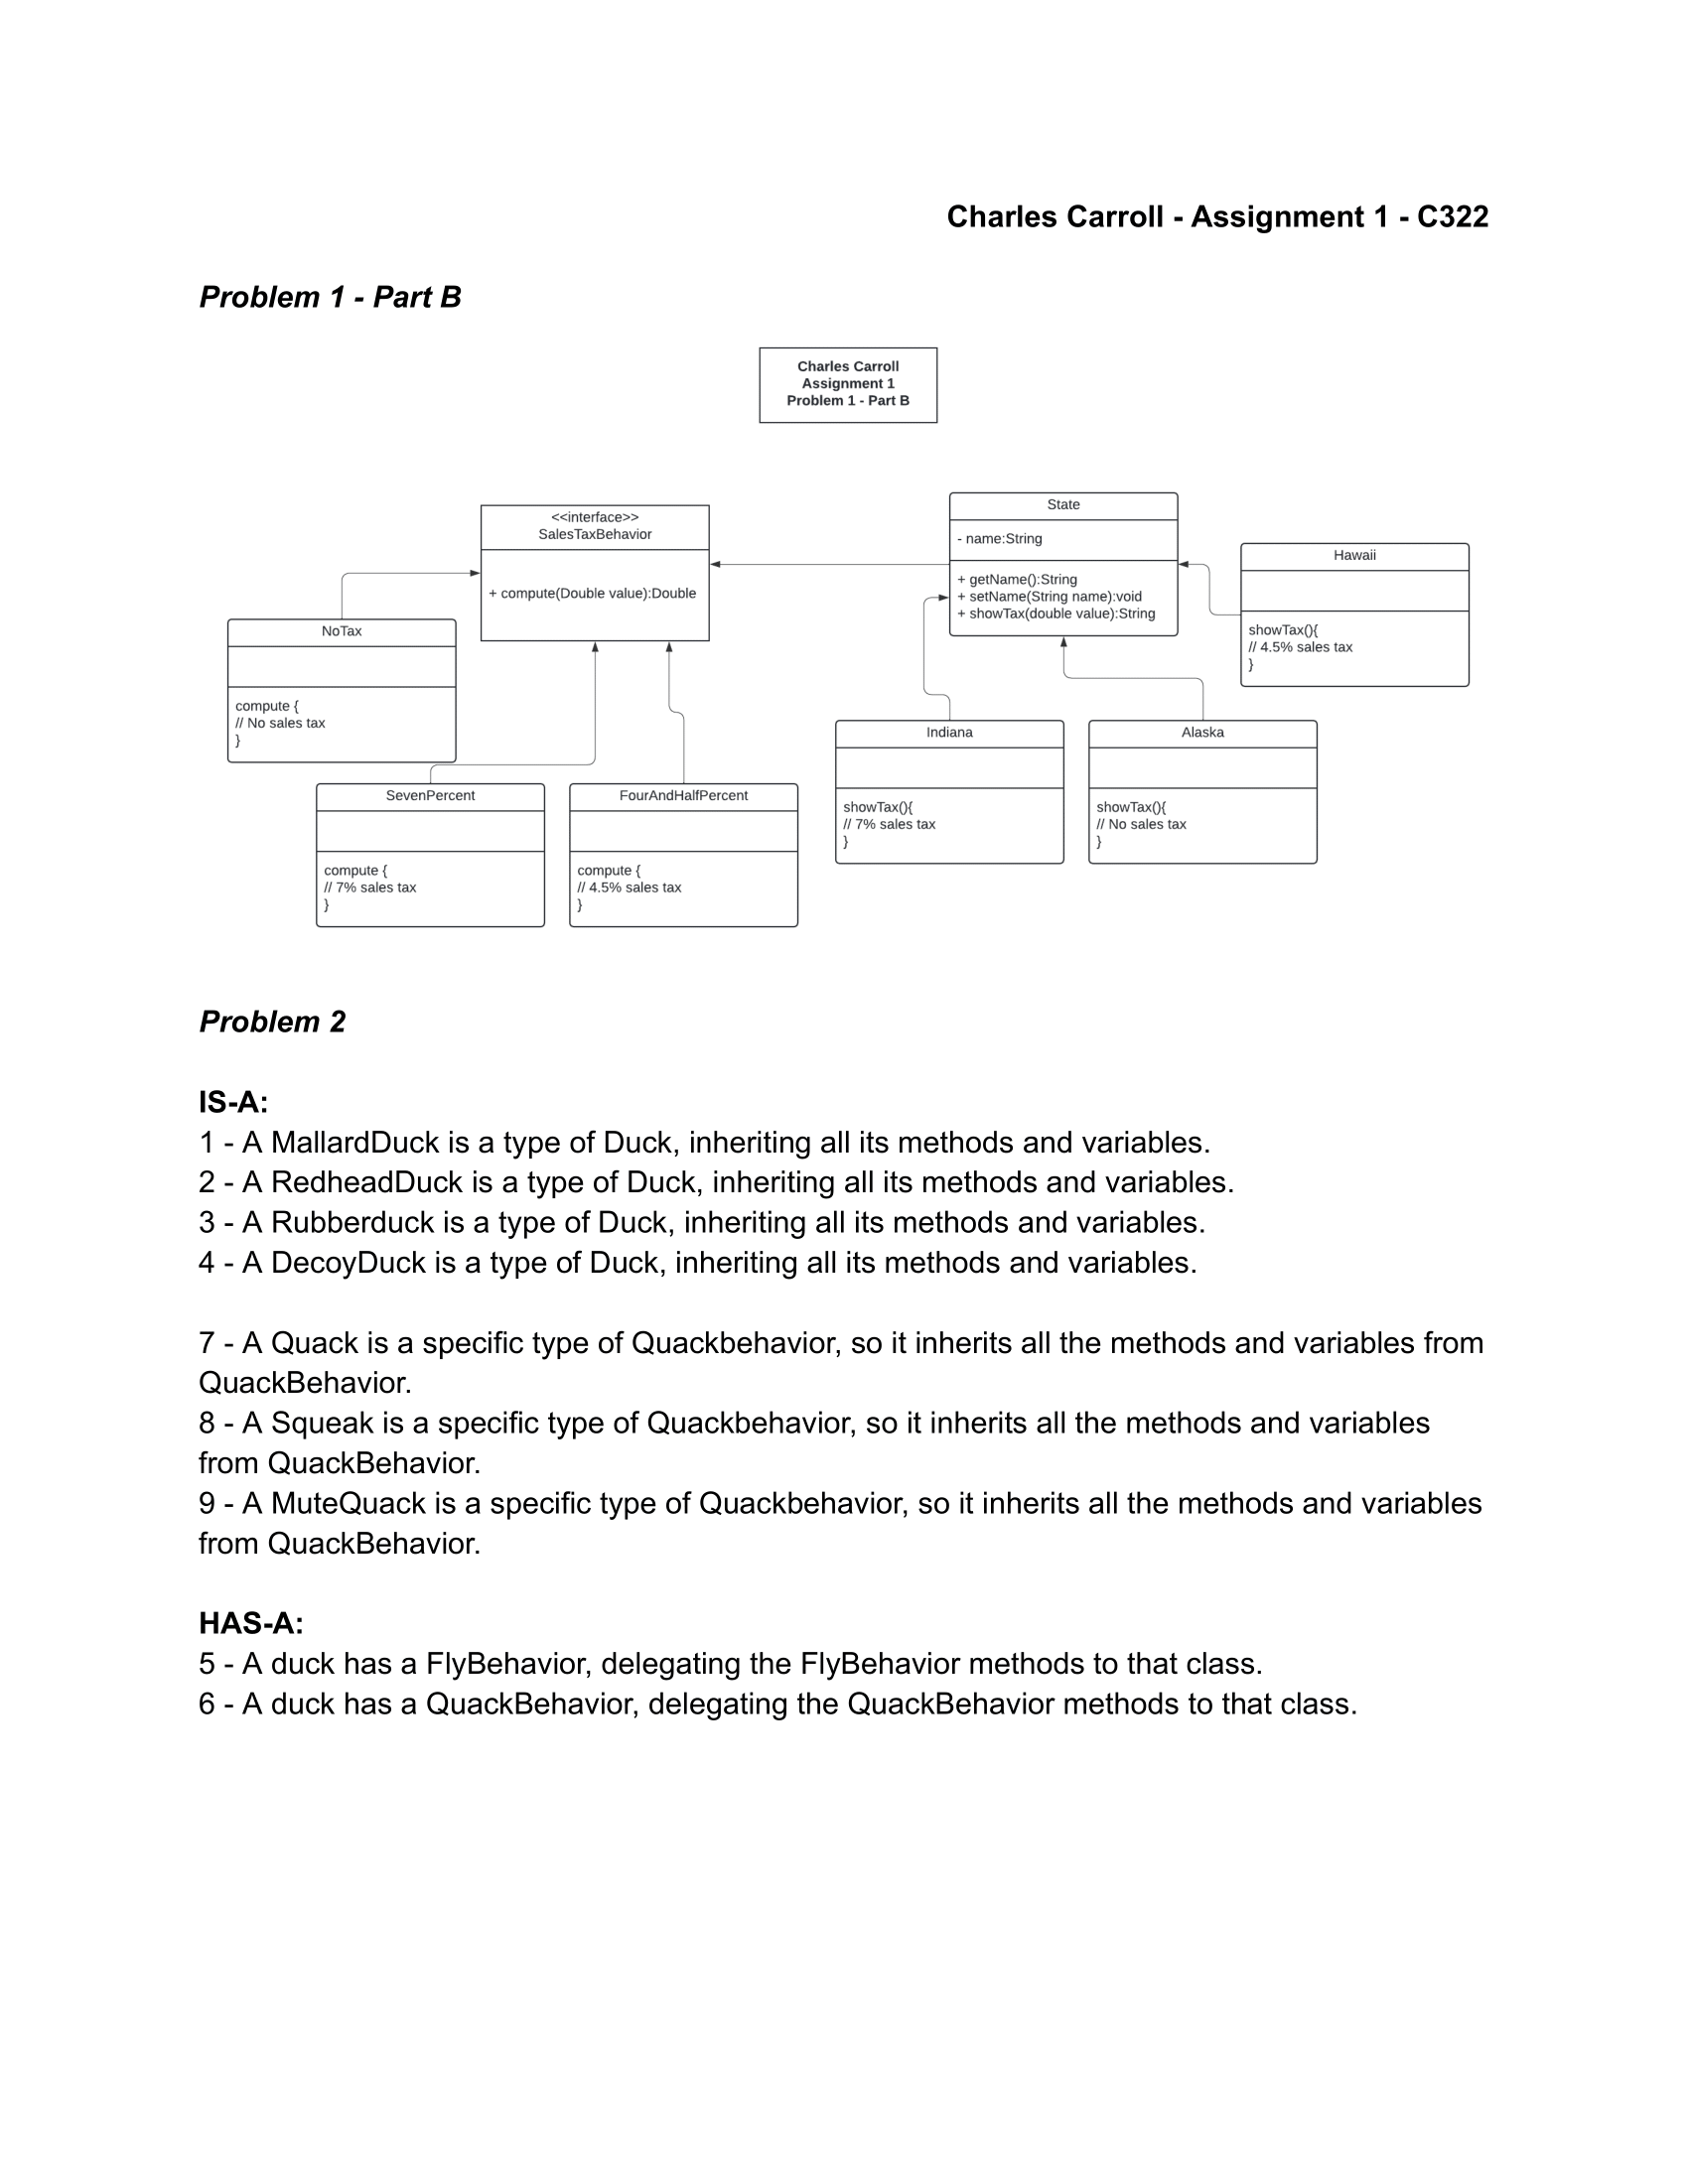 Charles Carroll - Assignment 1 - C322
Problem 1 - Part B
Charles Carroll
Assignment 1
Problem 1 - Part B
<<interface>>
SalesTaxBehavior
+ compute(Double value):Double
State
- name:String
+ getName():String
+ setName(String name):void
+ showTax(double value):String
Hawaii
showTax(){
// 4.5% sales tax
}
NoTax
compute {
// No sales tax
}
Indiana
showTax(){
// 7% sales tax
}
Alaska
showTax(){
// No sales tax
}
SevenPercent
compute {
// 7% sales tax
}
FourAndHalfPercent
compute {
// 4.5% sales tax
}
Problem 2
IS-A:
1 - A MallardDuck is a type of Duck, inheriting all its methods and variables.
2 - A RedheadDuck is a type of Duck, inheriting all its methods and variables.
3 - A Rubberduck is a type of Duck, inheriting all its methods and variables.
4 - A DecoyDuck is a type of Duck, inheriting all its methods and variables.
7 - A Quack is a specific type of Quackbehavior, so it inherits all the methods and variables from
QuackBehavior.
8 - A Squeak is a specific type of Quackbehavior, so it inherits all the methods and variables
from QuackBehavior.
9 - A MuteQuack is a specific type of Quackbehavior, so it inherits all the methods and variables
from QuackBehavior.
HAS-A:
5 - A duck has a FlyBehavior, delegating the FlyBehavior methods to that class.
6 - A duck has a QuackBehavior, delegating the QuackBehavior methods to that class.